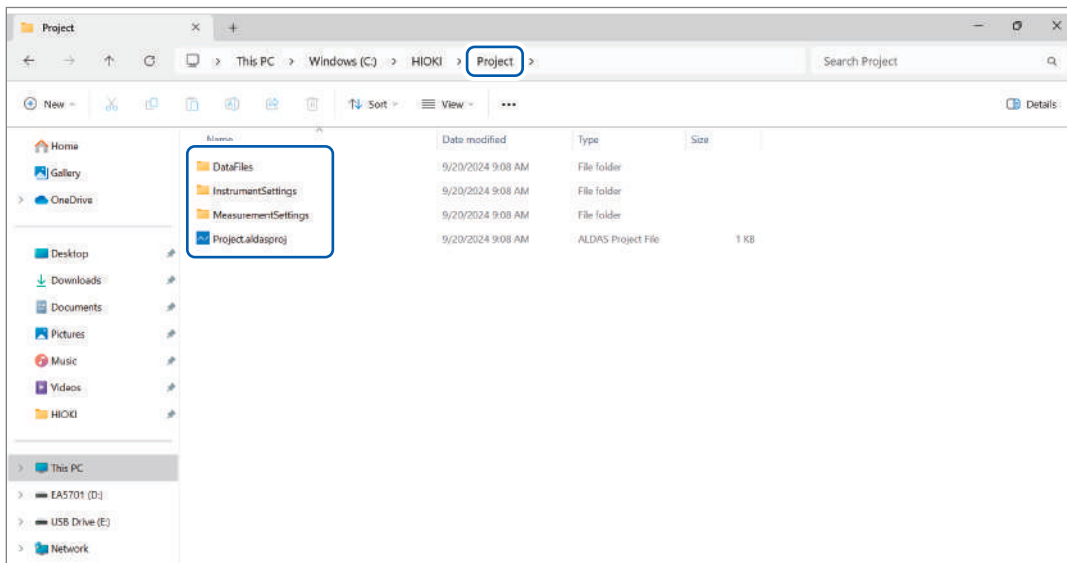 Project
This PC > Windows (C:) > HIOKI > Project >
Search Project
New
Sort
View
Details
Name
Date modified
Type
Size
Home
Gallery
OneDrive
Desktop
Downloads
Documents
Pictures
Music
Videos
HIOKI
This PC
EA5701 (D:)
USB Drive (E:)
Network
DataFiles 9/20/2024 9:08 AM File folder
InstrumentSettings 9/20/2024 9:08 AM File folder
MeasurementSettings 9/20/2024 9:08 AM File folder
Project.aldasproj 9/20/2024 9:08 AM ALDAS Project File 1 KB